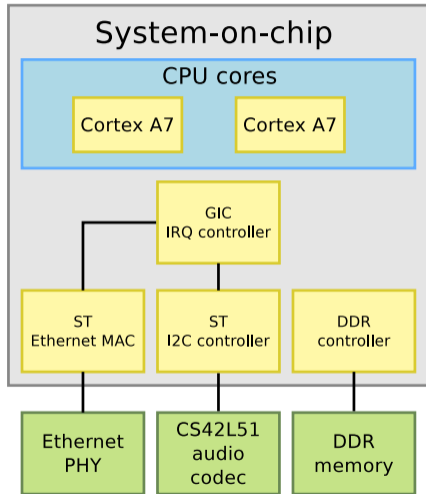 System-on-chip
CPU cores
Cortex A7
Cortex A7
GIC
IRQ controller
ST
Ethernet MAC
ST
I2C controller
DDR
controller
Ethernet
PHY
CS42L51
audio
codec
DDR
memory